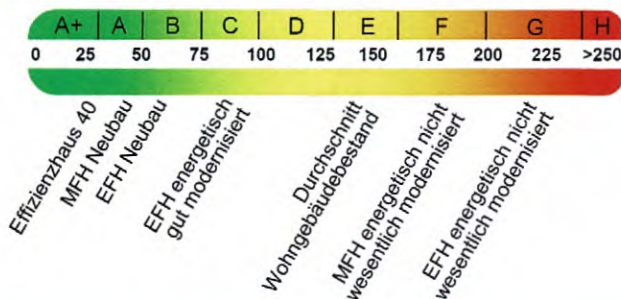 A+ A B C D E F G H
0 25 50 75 100 125 150 175 200 225 >250
Effizienzhaus 40
MFH Neubau
EFH Neubau
EFH energetisch
gut modernisiert
Durchschnitt
Wohngebäudebestand
MFH energetisch nicht
wesentlich modernisiert
EFH energetisch nicht
wesentlich modernisiert